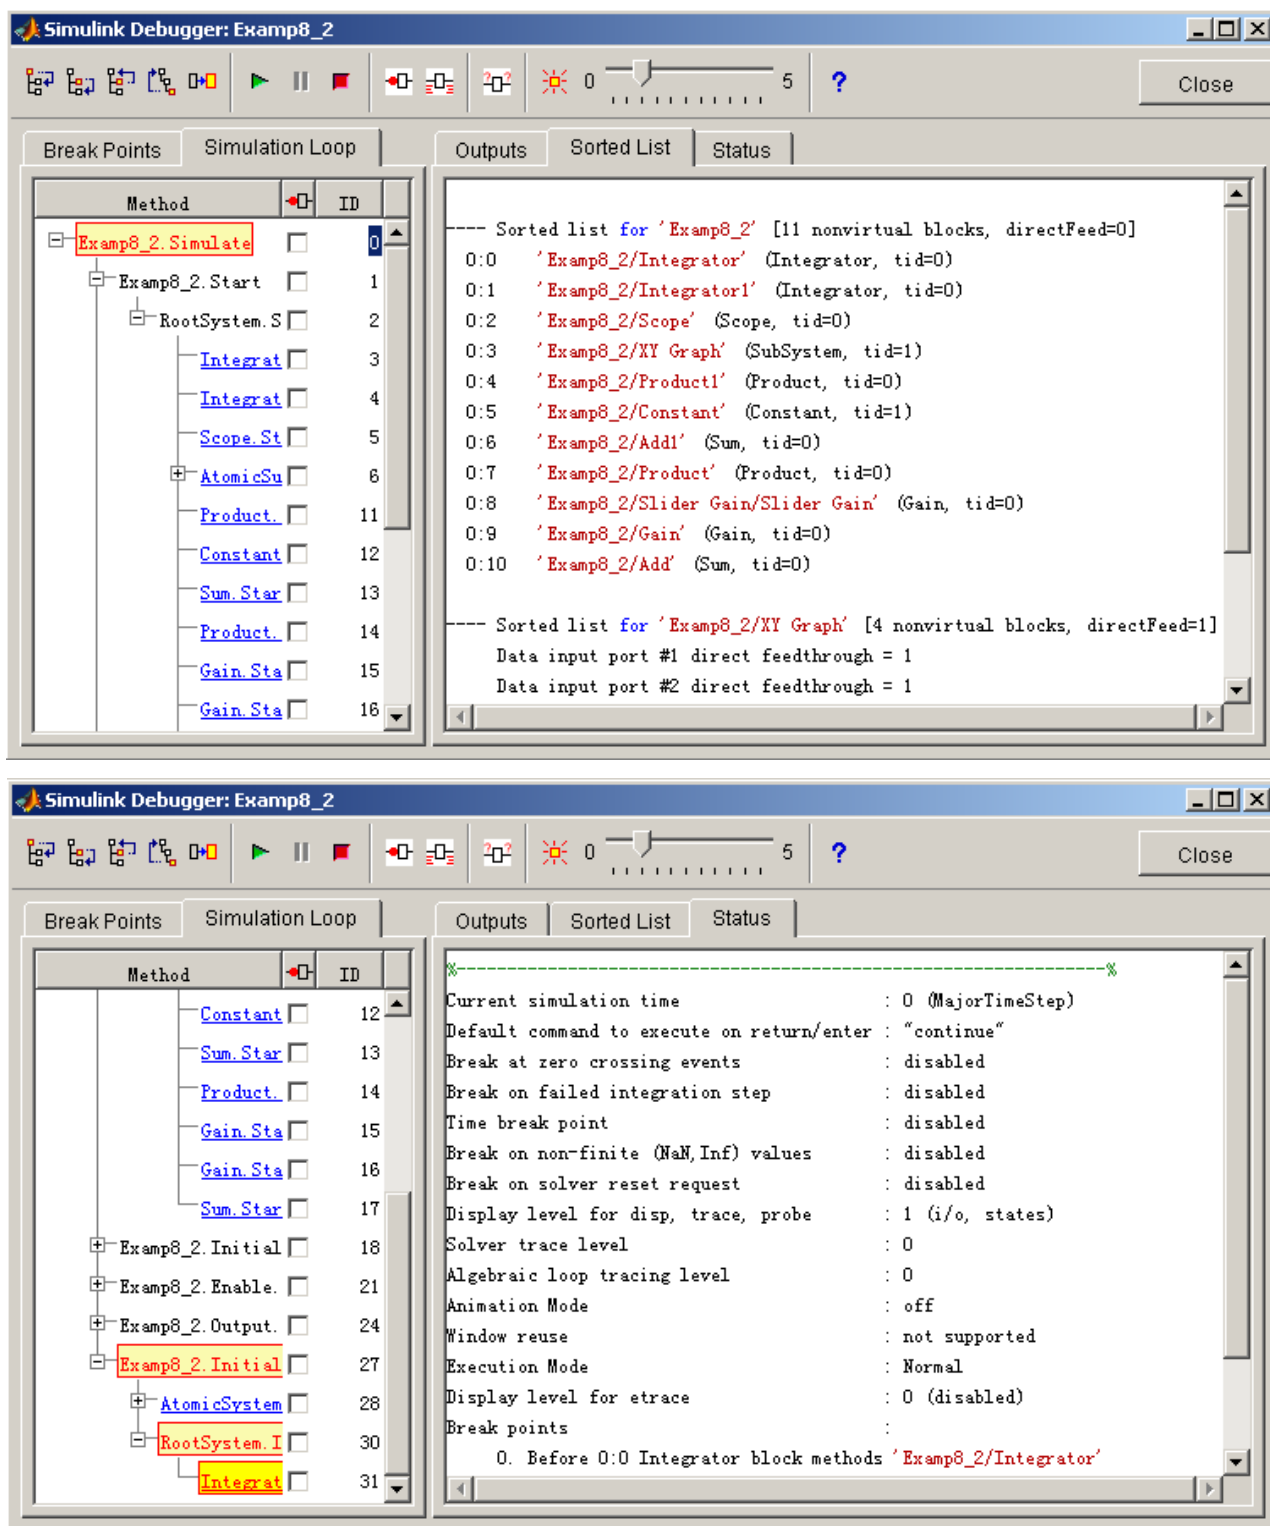 Simulink Debugger: Examp8_2
0 5 ? Close
Break Points Simulation Loop
Method ID
Examp8_2.Simulate 0
Examp8_2.Start 1
RootSystem.S 2
Integrat 3
Integrat 4
Scope.St 5
AtomicSu 6
Product. 11
Constant 12
Sum.Star 13
Product. 14
Gain.Sta 15
Gain.Sta 16
Outputs Sorted List Status
---- Sorted list for 'Examp8_2' [11 nonvirtual blocks, directFeed=0]
0:0 'Examp8_2/Integrator' (Integrator, tid=0)
0:1 'Examp8_2/Integrator1' (Integrator, tid=0)
0:2 'Examp8_2/Scope' (Scope, tid=0)
0:3 'Examp8_2/XY Graph' (SubSystem, tid=1)
0:4 'Examp8_2/Product1' (Product, tid=0)
0:5 'Examp8_2/Constant' (Constant, tid=1)
0:6 'Examp8_2/Add1' (Sum, tid=0)
0:7 'Examp8_2/Product' (Product, tid=0)
0:8 'Examp8_2/Slider Gain/Slider Gain' (Gain, tid=0)
0:9 'Examp8_2/Gain' (Gain, tid=0)
0:10 'Examp8_2/Add' (Sum, tid=0)
---- Sorted list for 'Examp8_2/XY Graph' [4 nonvirtual blocks, directFeed=1]
Data input port #1 direct feedthrough = 1
Data input port #2 direct feedthrough = 1
Simulink Debugger: Examp8_2
0 5 ? Close
Break Points Simulation Loop
Method ID
Constant 12
Sum.Star 13
Product. 14
Gain.Sta 15
Gain.Sta 16
Sum.Star 17
Examp8_2.Initial 18
Examp8_2.Enable. 21
Examp8_2.Output. 24
Examp8_2.Initial 27
AtomicSystem 28
RootSystem.I 30
Integrat 31
Outputs Sorted List Status
%----------------------------------------------------------------%
Current simulation time : 0 (MajorTimeStep)
Default command to execute on return/enter : "continue"
Break at zero crossing events : disabled
Break on failed integration step : disabled
Time break point : disabled
Break on non-finite (NaN,Inf) values : disabled
Break on solver reset request : disabled
Display level for disp, trace, probe : 1 (i/o, states)
Solver trace level : 0
Algebraic loop tracing level : 0
Animation Mode : off
Window reuse : not supported
Execution Mode : Normal
Display level for etrace : 0 (disabled)
Break points :
0. Before 0:0 Integrator block methods 'Examp8_2/Integrator'